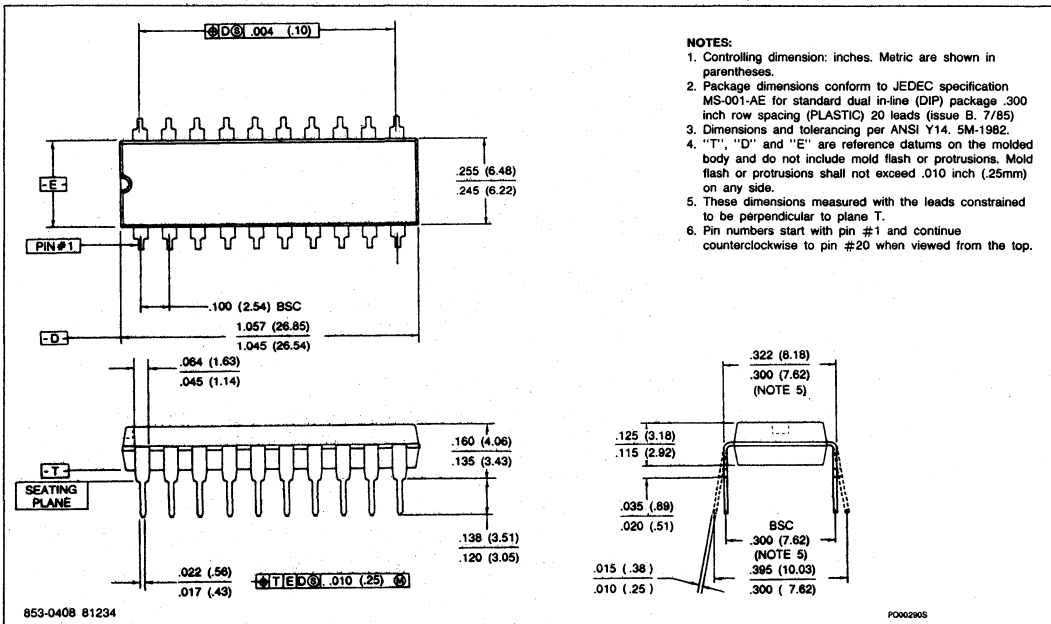 ⌖ D Ⓢ .004 (.10)
NOTES:
1. Controlling dimension: inches. Metric are shown in
parentheses.
2. Package dimensions conform to JEDEC specification
MS-001-AE for standard dual in-line (DIP) package .300
inch row spacing (PLASTIC) 20 leads (issue B. 7/85)
3. Dimensions and tolerancing per ANSI Y14. 5M-1982.
4. "T", "D" and "E" are reference datums on the molded
body and do not include mold flash or protrusions. Mold
flash or protrusions shall not exceed .010 inch (.25mm)
on any side.
5. These dimensions measured with the leads constrained
to be perpendicular to plane T.
6. Pin numbers start with pin #1 and continue
counterclockwise to pin #20 when viewed from the top.
-E-
.255 (6.48)
.245 (6.22)
PIN#1
.100 (2.54) BSC
-D-
1.057 (26.85)
1.045 (26.54)
.064 (1.63)
.045 (1.14)
.160 (4.06)
.135 (3.43)
-T-
SEATING
PLANE
.138 (3.51)
.120 (3.05)
.022 (.56)
.017 (.43)
⌖ T E D Ⓢ .010 (.25) Ⓜ
.322 (8.18)
.300 (7.62)
(NOTE 5)
.125 (3.18)
.115 (2.92)
.035 (.89)
.020 (.51)
BSC
.300 (7.62)
(NOTE 5)
.395 (10.03)
.300 ( 7.62)
.015 (.38 )
.010 (.25 )
853-0408 81234
PO00290S